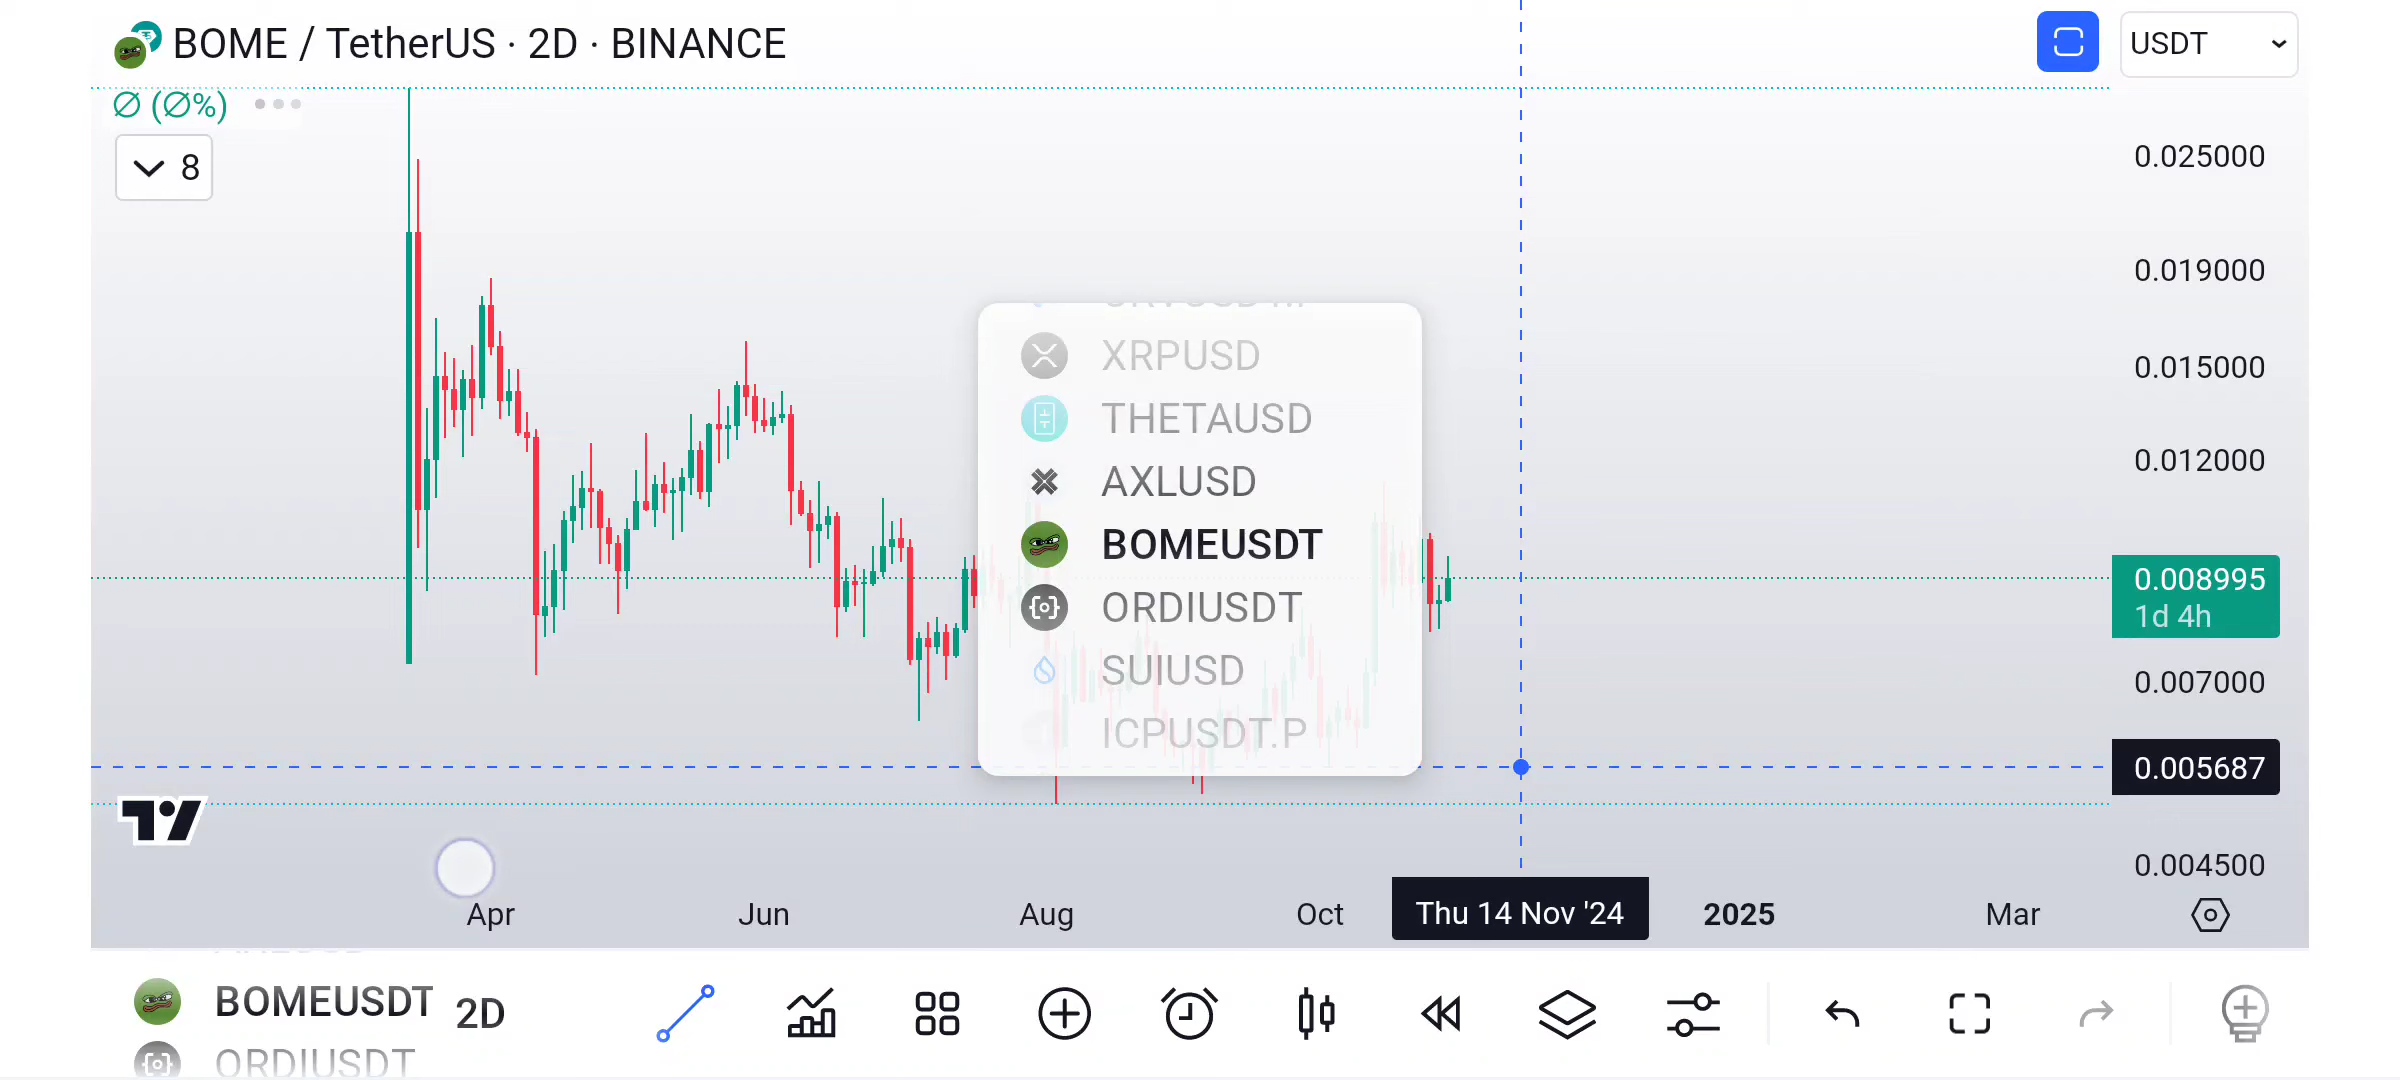 BOME / TetherUS · 2D · BINANCE
USDT
∅ (∅%)
8
0.025000
0.019000
0.015000
0.012000
0.008995
1d 4h
0.007000
0.005687
0.004500
XRPUSD
THETAUSD
AXLUSD
BOMEUSDT
ORDIUSDT
SUIUSD
ICPUSDT.P
Apr
Jun
Aug
Oct
Thu 14 Nov '24
2025
Mar
BOMEUSDT
2D
ORDIUSDT